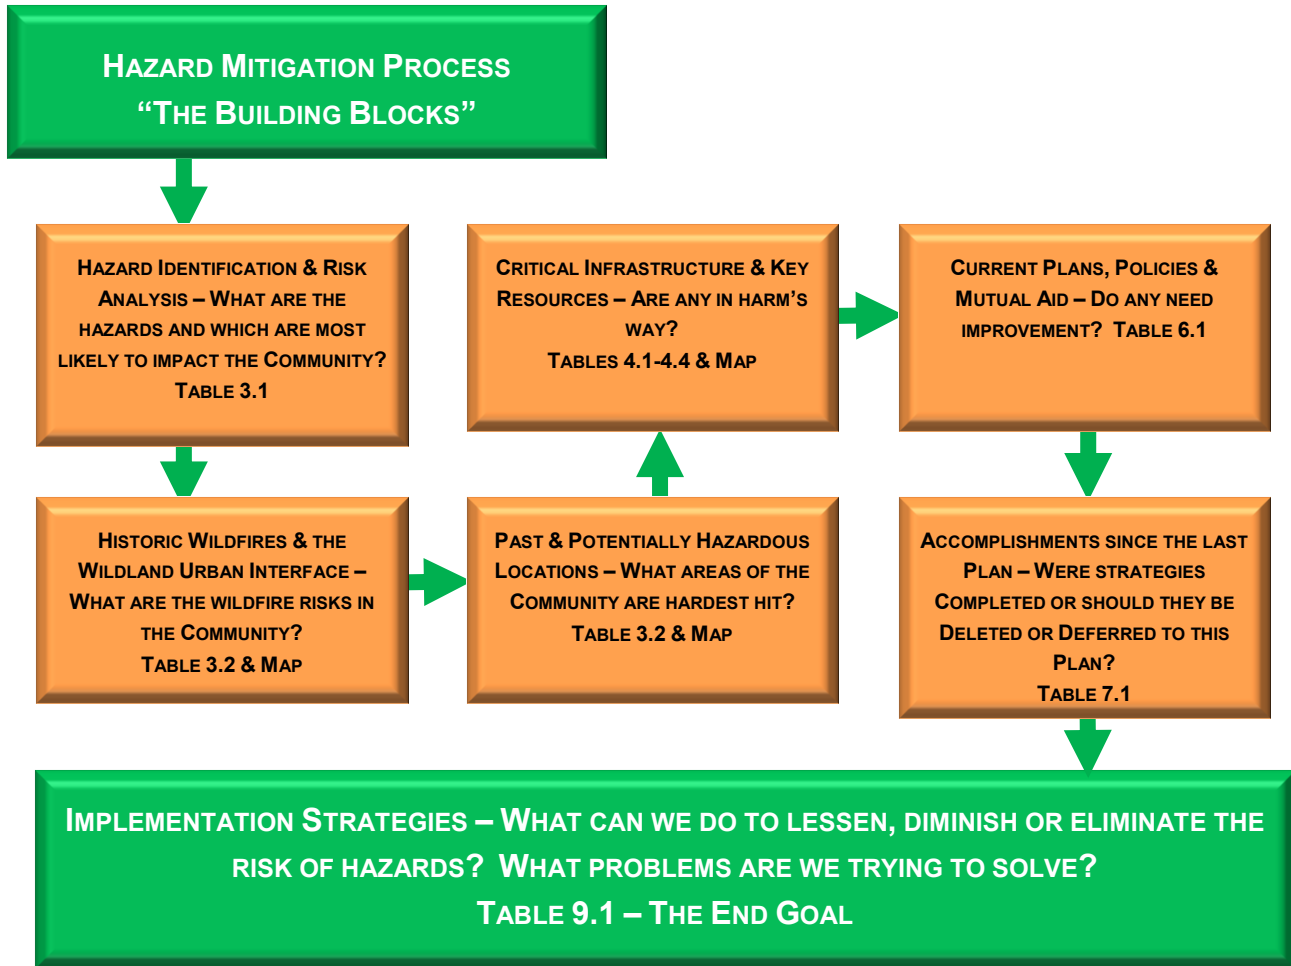 Hazard Mitigation Process
“The Building Blocks”
Hazard Identification & Risk
Analysis – What are the
hazards and which are most
likely to impact the Community?
Table 3.1
Historic Wildfires & the
Wildland Urban Interface –
What are the wildfire risks in
the Community?
Table 3.2 & Map
Past & Potentially Hazardous
Locations – What areas of the
Community are hardest hit?
Table 3.2 & Map
Critical Infrastructure & Key
Resources – Are any in harm’s
way?
Tables 4.1-4.4 & Map
Current Plans, Policies &
Mutual Aid – Do any need
improvement?  Table 6.1
Accomplishments since the last
Plan – Were strategies
Completed or should they be
Deleted or Deferred to this
Plan?
Table 7.1
Implementation Strategies – What can we do to lessen, diminish or eliminate the
risk of hazards?  What problems are we trying to solve?
Table 9.1 – The End Goal